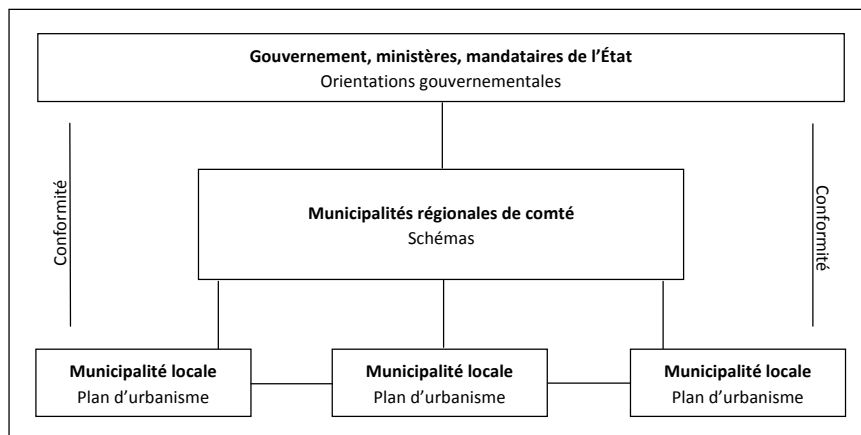 Gouvernement, ministères, mandataires de l’État
Orientations gouvernementales
Conformité
Municipalités régionales de comté
Schémas
Conformité
Municipalité locale
Plan d’urbanisme
Municipalité locale
Plan d’urbanisme
Municipalité locale
Plan d’urbanisme